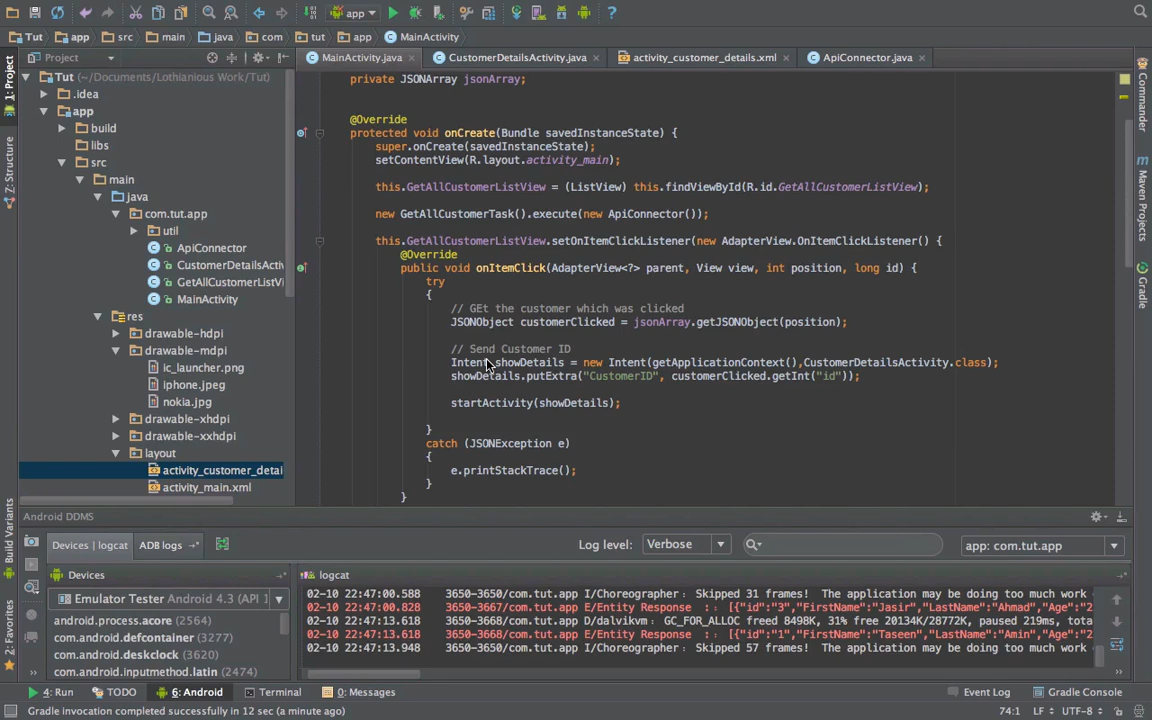 app
Tut
app
src
main
java
com
tut
app
MainActivity
1: Project
Project
MainActivity.java
CustomerDetailsActivity.java
activity_customer_details.xml
ApiConnector.java
Commander
Maven Projects
Gradle
Z: Structure
Build Variants
2: Favorites
Tut (~/Documents/Lothianious Work/Tut)
.idea
app
build
libs
src
main
java
com.tut.app
util
ApiConnector
CustomerDetailsActiv
GetAllCustomerListVi
MainActivity
res
drawable-hdpi
drawable-mdpi
ic_launcher.png
iphone.jpeg
nokia.jpg
drawable-xhdpi
drawable-xxhdpi
layout
activity_customer_detai
activity_main.xml
private JSONArray jsonArray;
@Override
protected void onCreate(Bundle savedInstanceState) {
super.onCreate(savedInstanceState);
setContentView(R.layout.activity_main);
this.GetAllCustomerListView = (ListView) this.findViewById(R.id.GetAllCustomerListView);
new GetAllCustomerTask().execute(new ApiConnector());
this.GetAllCustomerListView.setOnItemClickListener(new AdapterView.OnItemClickListener() {
@Override
public void onItemClick(AdapterView<?> parent, View view, int position, long id) {
try
{
// GEt the customer which was clicked
JSONObject customerClicked = jsonArray.getJSONObject(position);
// Send Customer ID
Intent showDetails = new Intent(getApplicationContext(),CustomerDetailsActivity.class);
showDetails.putExtra("CustomerID", customerClicked.getInt("id"));
startActivity(showDetails);
}
catch (JSONException e)
{
e.printStackTrace();
}
}
Android DDMS
Devices | logcat
ADB logs
Log level:
Verbose
app: com.tut.app
Devices
logcat
Emulator Tester Android 4.3 (API 1
android.process.acore (2564)
com.android.defcontainer (3277)
com.android.deskclock (3620)
com.android.inputmethod.latin (2474)
02-10 22:47:00.588 3650-3650/com.tut.app I/Choreographer: Skipped 31 frames! The application may be doing too much work
02-10 22:47:00.828 3650-3667/com.tut.app E/Entity Response : : [{"id":"3","FirstName":"Jasir","LastName":"Ahmad","Age":"2
02-10 22:47:13.618 3650-3668/com.tut.app D/dalvikvm: GC_FOR_ALLOC freed 8498K, 31% free 20134K/28772K, paused 219ms, tota
02-10 22:47:13.618 3650-3668/com.tut.app E/Entity Response : : [{"id":"1","FirstName":"Taseen","LastName":"Amin","Age":"2
02-10 22:47:13.948 3650-3650/com.tut.app I/Choreographer: Skipped 57 frames! The application may be doing too much work
4: Run
TODO
6: Android
Terminal
0: Messages
Event Log
Gradle Console
Gradle invocation completed successfully in 12 sec (a minute ago)
74:1
LF
UTF-8